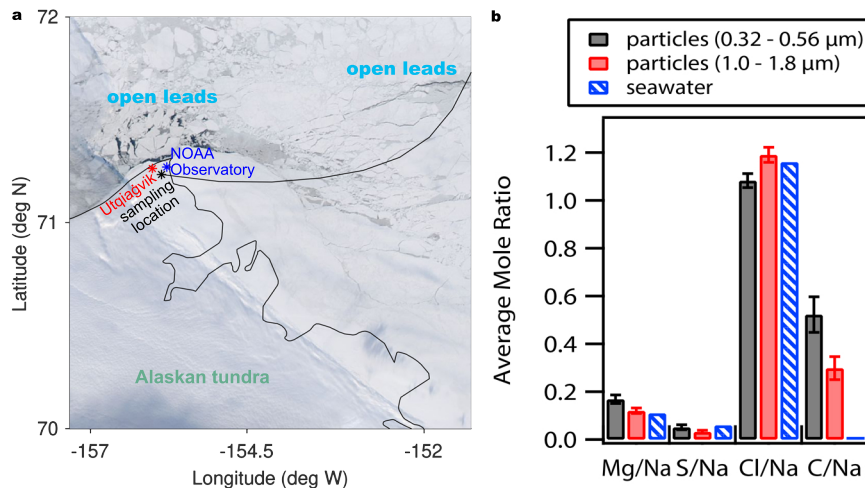 a
72
71
70
Latitude (deg N)
open leads
open leads
NOAA
Observatory
Utqiaġvik
sampling
location
Alaskan tundra
-157
-154.5
-152
Longitude (deg W)
b
particles (0.32 - 0.56 µm)
particles (1.0 - 1.8 µm)
seawater
Average Mole Ratio
1.2
1.0
0.8
0.6
0.4
0.2
0.0
Mg/Na S/Na Cl/Na C/Na